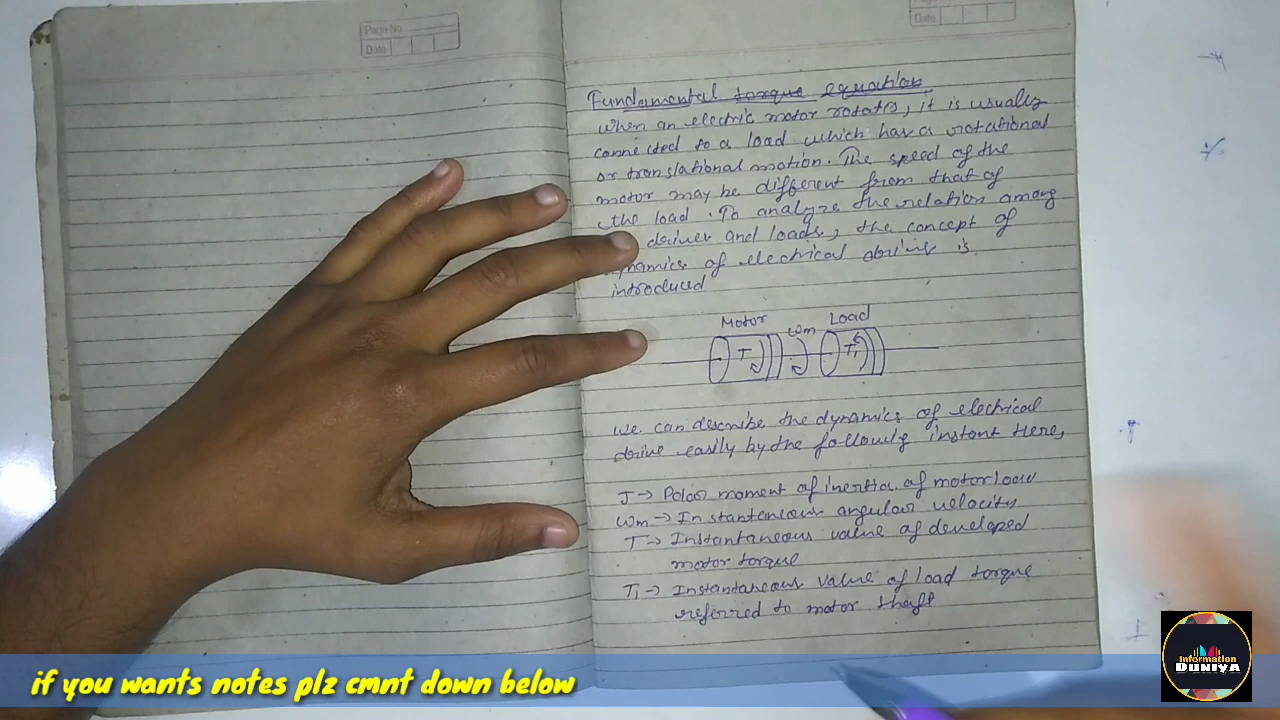 Page No.
Date
Date
Fundamental torque equation
when an electric motor rotates, it is usually
connected to a load which has a rotational
or translational motion. The speed of the
motor may be different from that of
the load. To analyze the relation among
driver and loads, the concept of
ynamics of electrical drive is
introduced
Motor ωm Load
T T1
we can describe the dynamics of electrical
drive easily by the following instant Here,
J → Polar moment of inertia of motor load
ωm → Instantaneous angular velocity
T → Instantaneous value of developed
motor torque
T1 → Instantaneous value of load torque
referred to motor shaft
if you wants notes plz cmnt down below
Information
DUNIYA